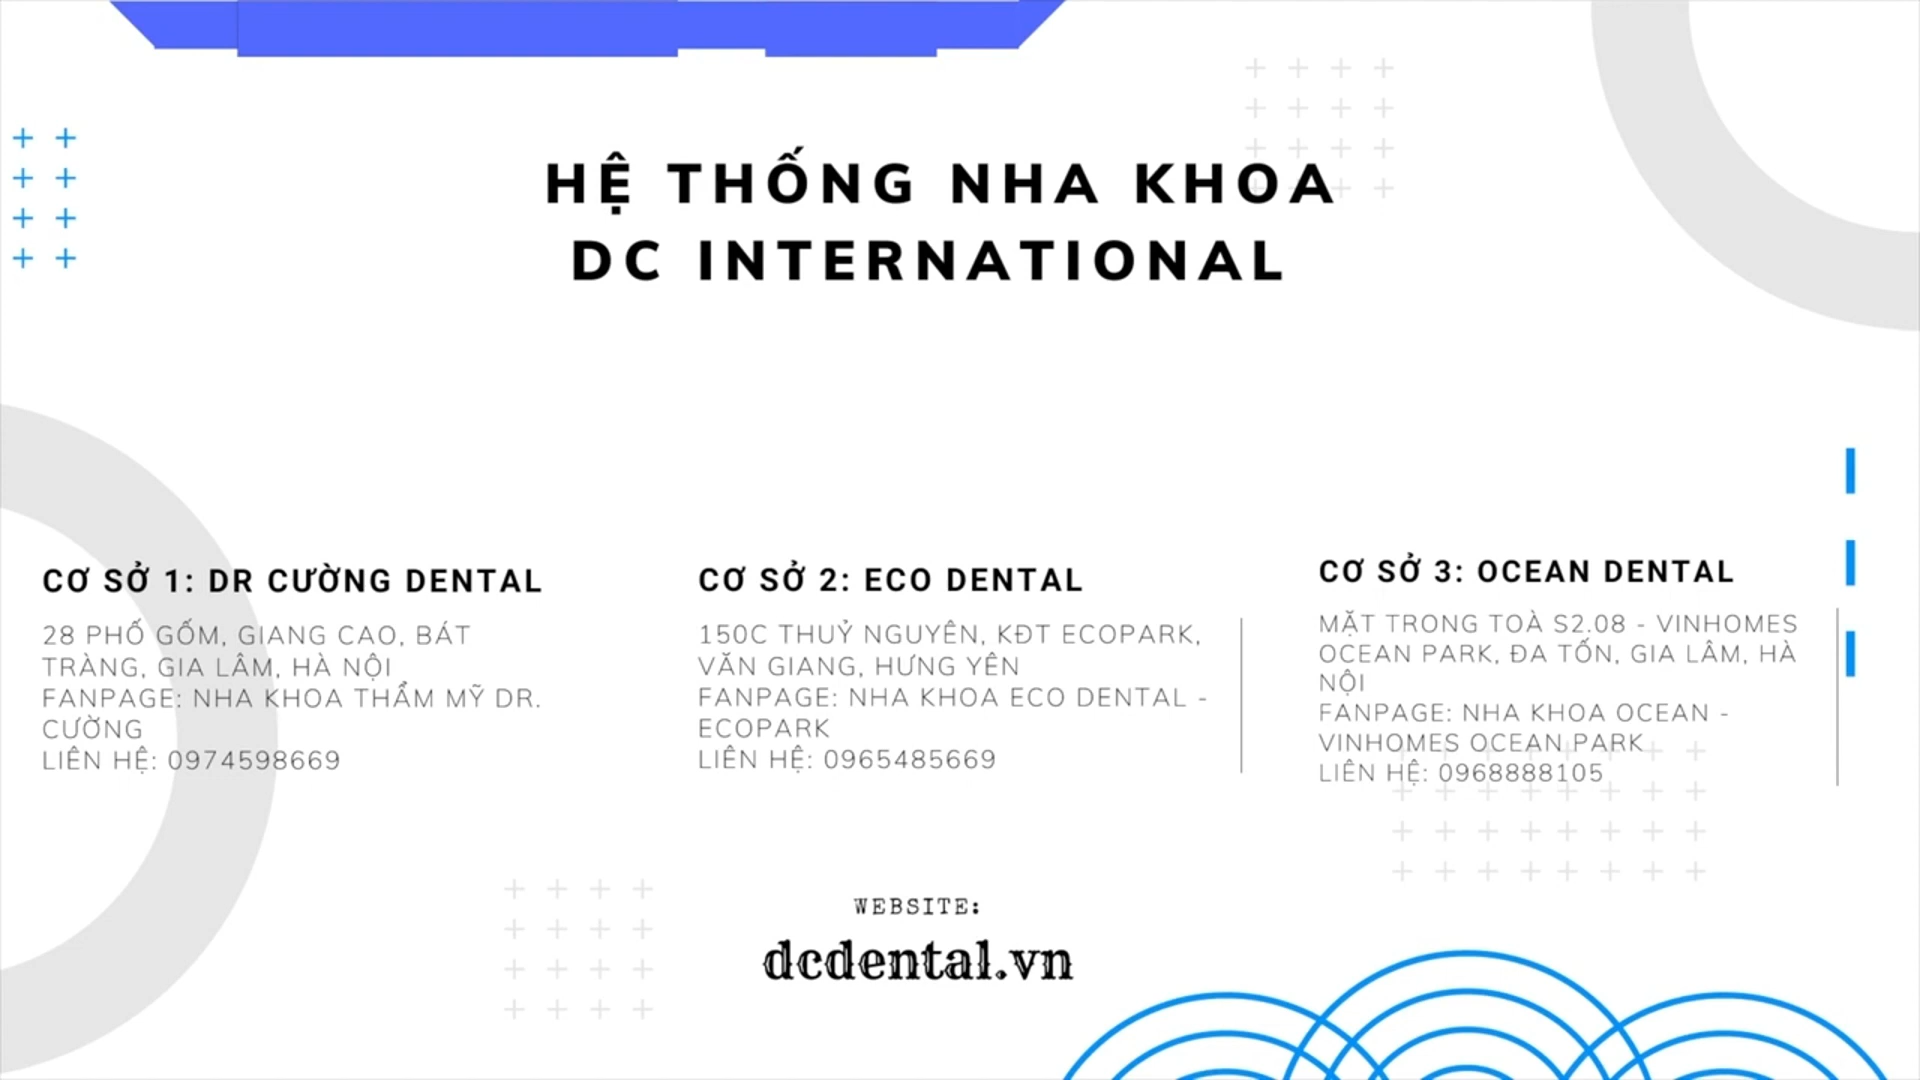 HỆ THỐNG NHA KHOA
DC INTERNATIONAL
CƠ SỞ 1: DR CƯỜNG DENTAL
28 PHỐ GỐM, GIANG CAO, BÁT
TRÀNG, GIA LÂM, HÀ NỘI
FANPAGE: NHA KHOA THẨM MỸ DR.
CƯỜNG
LIÊN HỆ: 0974598669
CƠ SỞ 2: ECO DENTAL
150C THUỶ NGUYÊN, KĐT ECOPARK,
VĂN GIANG, HƯNG YÊN
FANPAGE: NHA KHOA ECO DENTAL -
ECOPARK
LIÊN HỆ: 0965485669
CƠ SỞ 3: OCEAN DENTAL
MẶT TRONG TOÀ S2.08 - VINHOMES
OCEAN PARK, ĐA TỐN, GIA LÂM, HÀ
NỘI
FANPAGE: NHA KHOA OCEAN -
VINHOMES OCEAN PARK
LIÊN HỆ: 0968888105
WEBSITE:
dcdental.vn